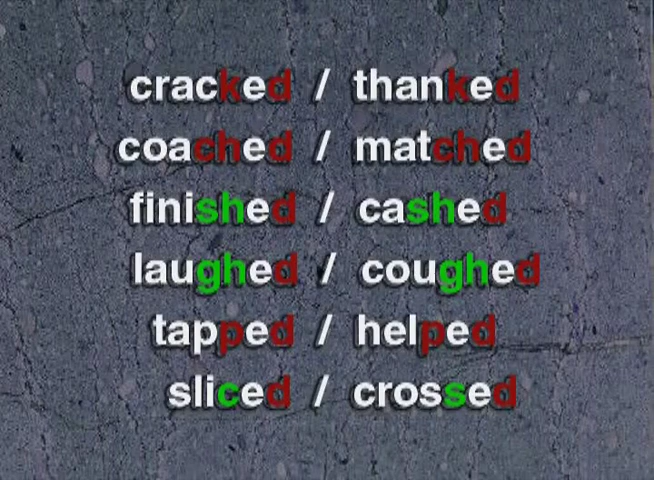 cracked / thanked
coached / matched
finished / cashed
laughed / coughed
tapped / helped
sliced / crossed